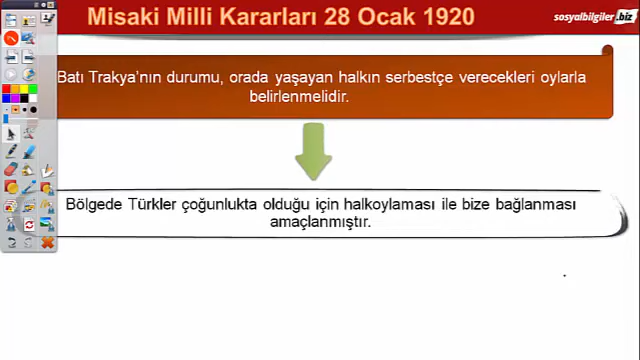 Misaki Milli Kararları 28 Ocak 1920
sosyalbilgiler.biz
Batı Trakya'nın durumu, orada yaşayan halkın serbestçe verecekleri oylarla
belirlenmelidir.
Bölgede Türkler çoğunlukta olduğu için halkoylaması ile bize bağlanması
amaçlanmıştır.